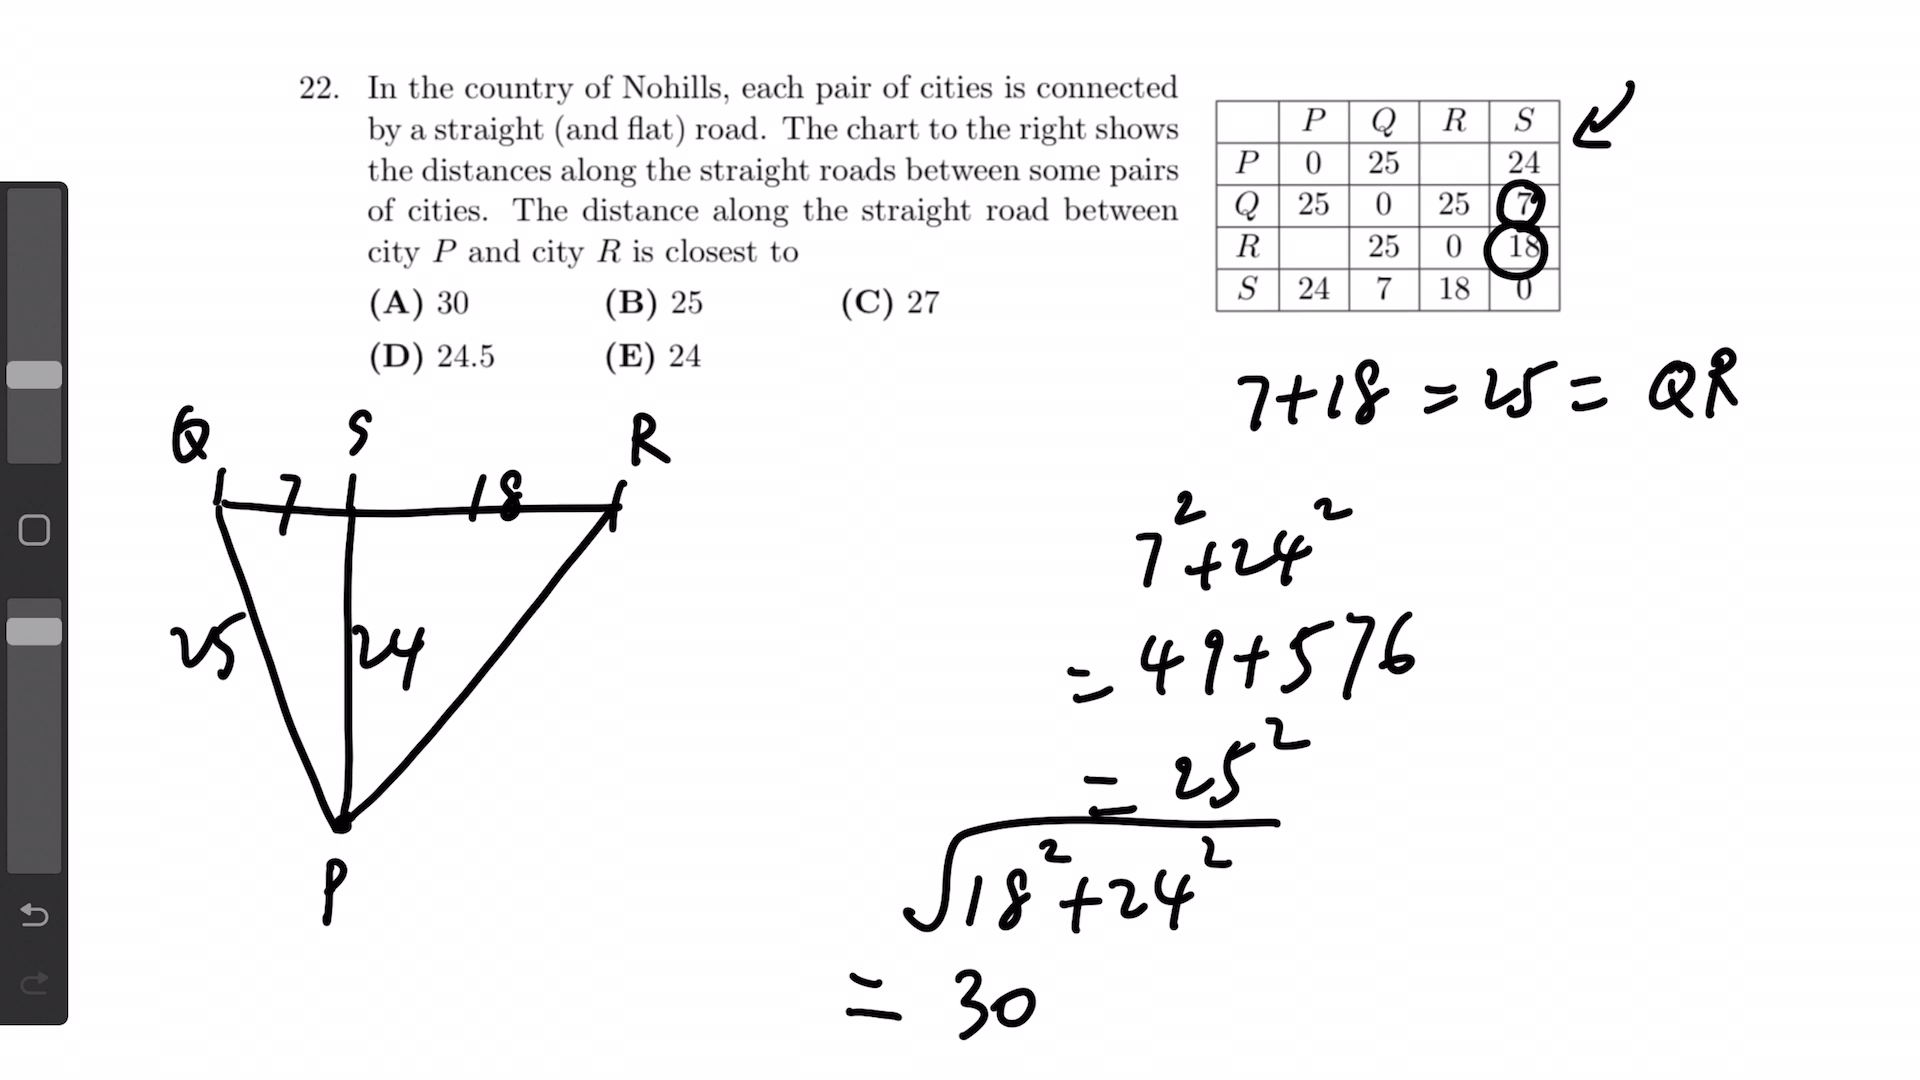 22. In the country of Nohills, each pair of cities is connected
by a straight (and flat) road. The chart to the right shows
the distances along the straight roads between some pairs
of cities. The distance along the straight road between
city P and city R is closest to
(A) 30 (B) 25 (C) 27
(D) 24.5 (E) 24
P Q R S
P 0 25 24
Q 25 0 25 7
R 25 0 18
S 24 7 18 0
7+18 = 25 = QR
Q S R
7 18
25 24
P
7²+24²
= 49+576
= 25²
√18²+24²
= 30